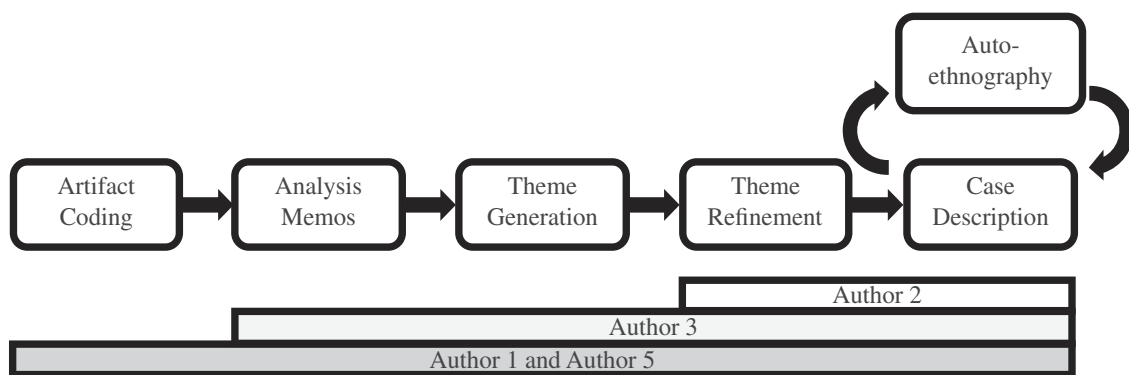 Auto-
ethnography
Artifact
Coding
Analysis
Memos
Theme
Generation
Theme
Refinement
Case
Description
Author 2
Author 3
Author 1 and Author 5